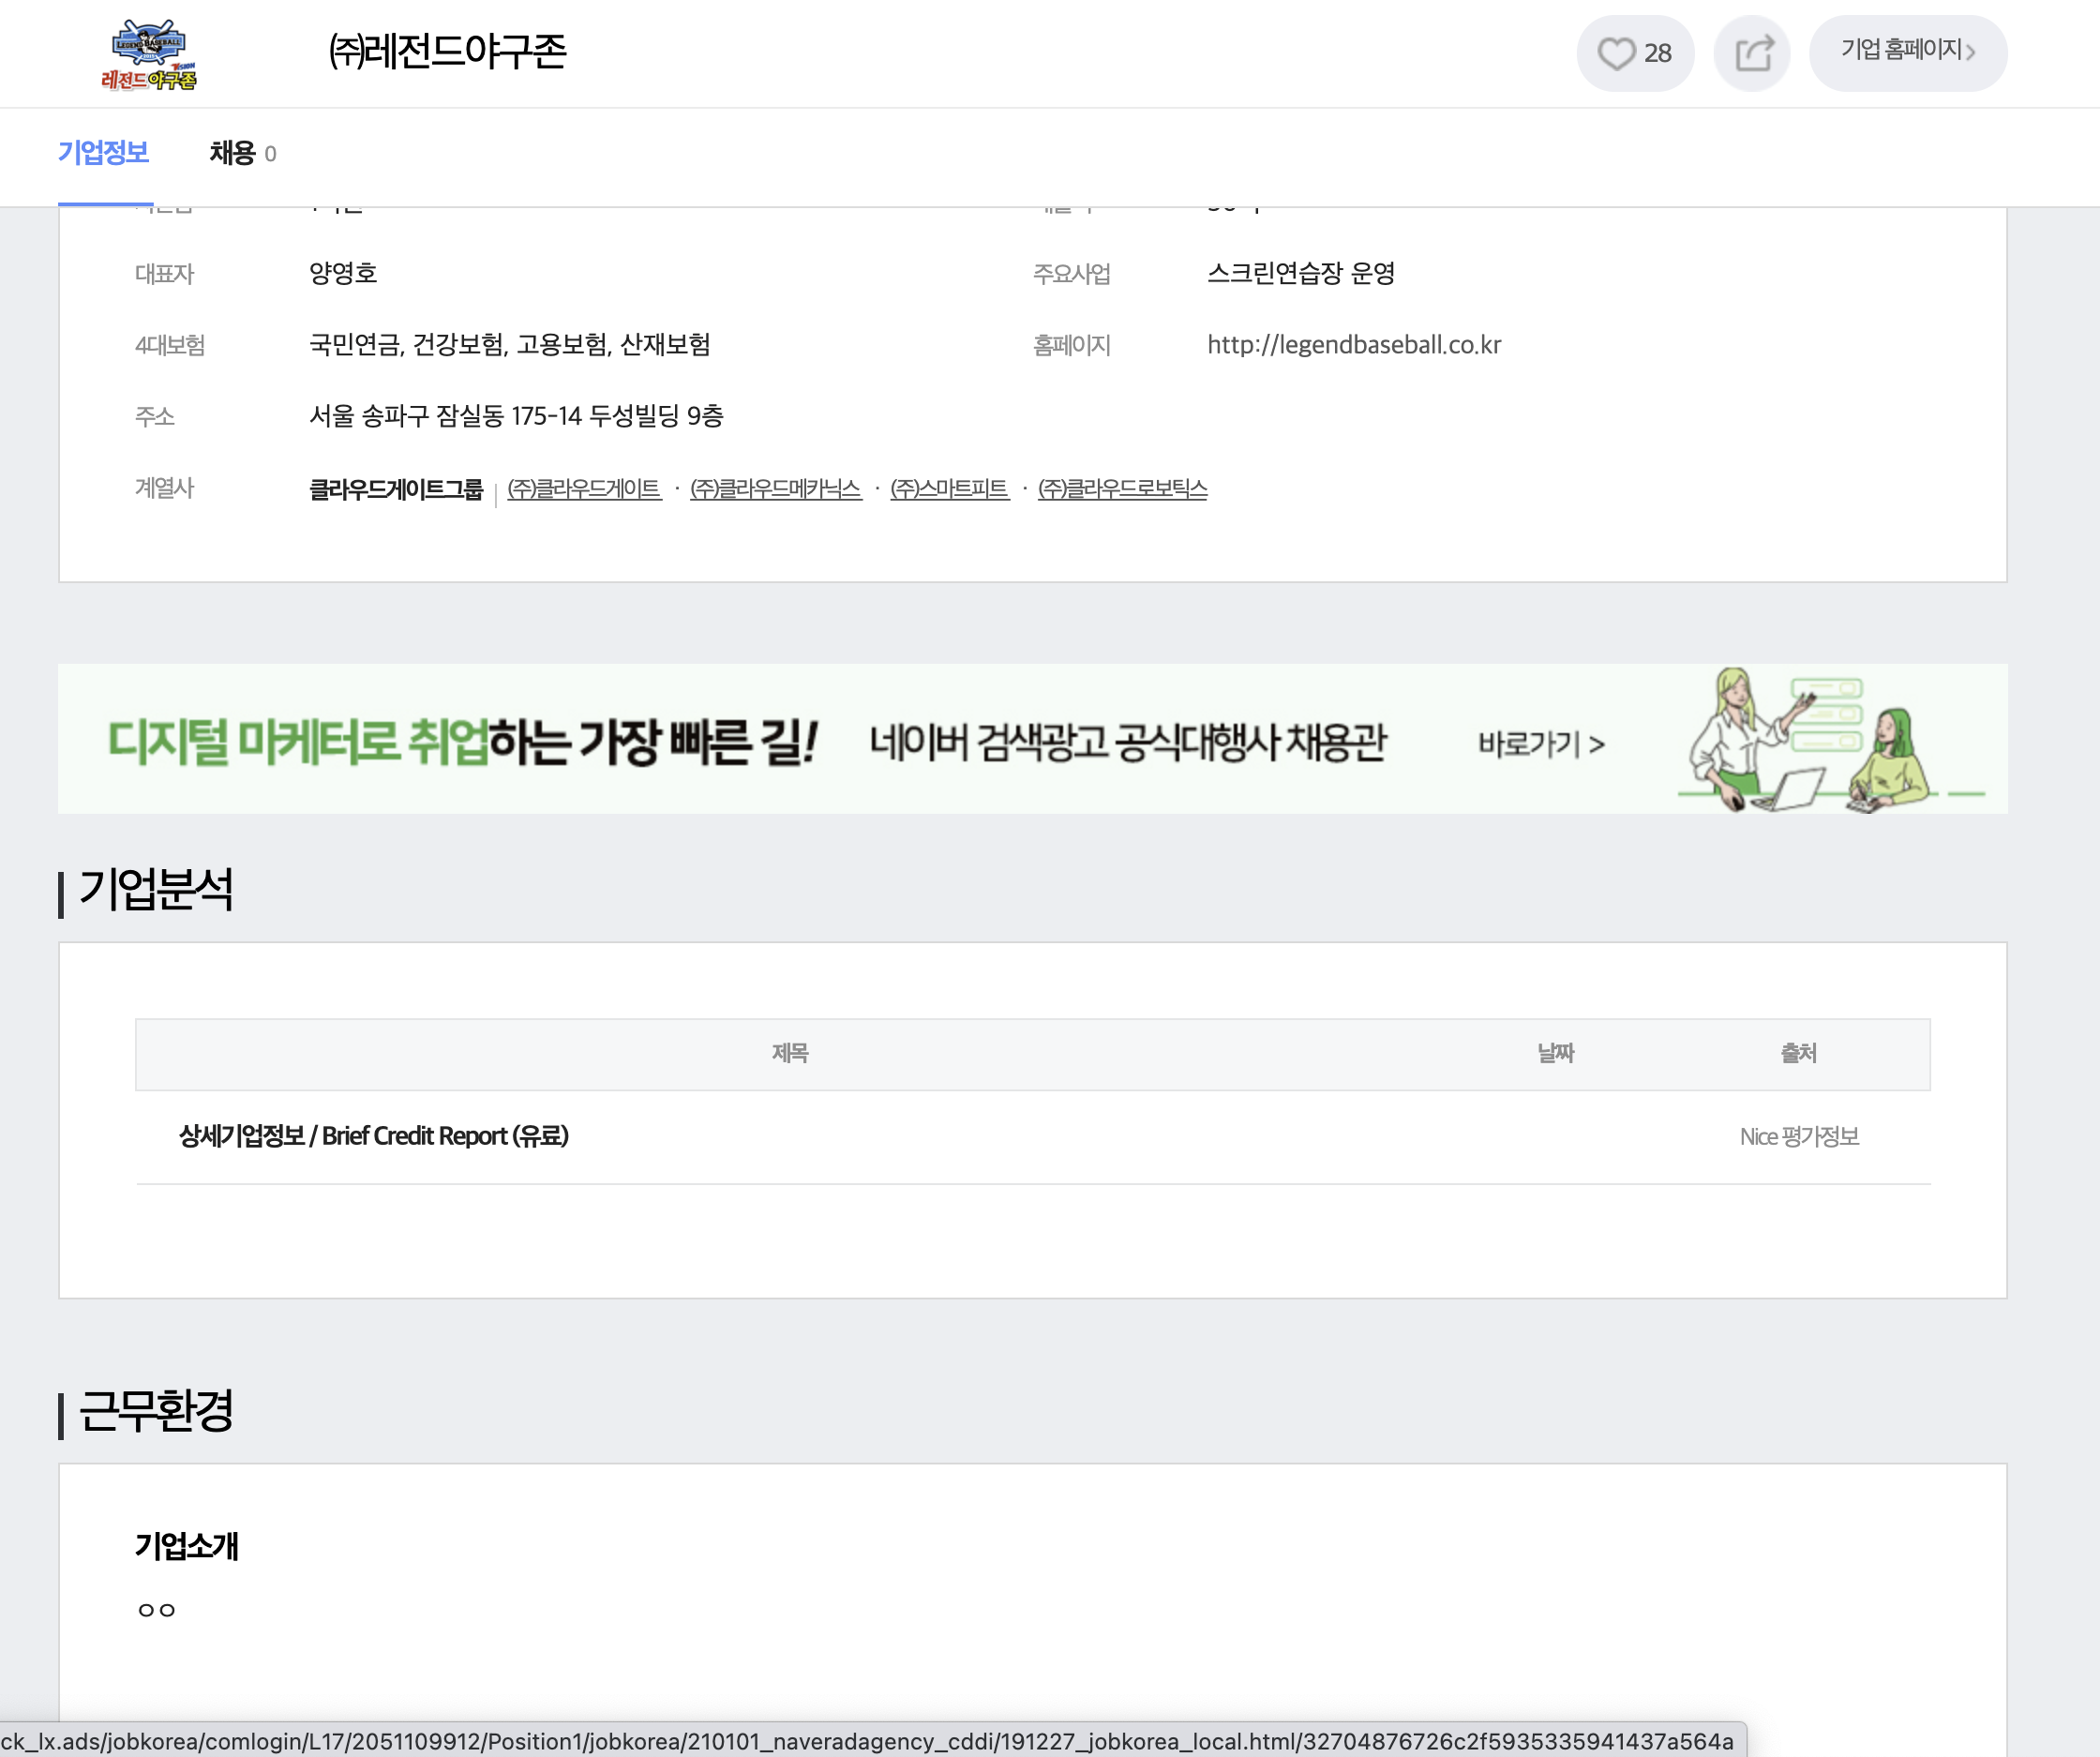 LEGEND BASEBALL
레전드야구존
㈜레전드야구존
28
기업 홈페이지 >
기업정보
채용 0
대표자 양영호 주요사업 스크린연습장 운영
4대보험 국민연금, 건강보험, 고용보험, 산재보험 홈페이지 http://legendbaseball.co.kr
주소 서울 송파구 잠실동 175-14 두성빌딩 9층
계열사 클라우드게이트그룹 | (주)클라우드게이트 · (주)클라우드메카닉스 · (주)스마트피트 · (주)클라우드로보틱스
디지털 마케터로 취업하는 가장 빠른 길! 네이버 검색광고 공식대행사 채용관 바로가기 >
기업분석
제목 날짜 출처
상세기업정보 / Brief Credit Report (유료) Nice 평가정보
근무환경
기업소개
ㅇㅇ
ck_lx.ads/jobkorea/comlogin/L17/2051109912/Position1/jobkorea/210101_naveradagency_cddi/191227_jobkorea_local.html/32704876726c2f5935335941437a564a